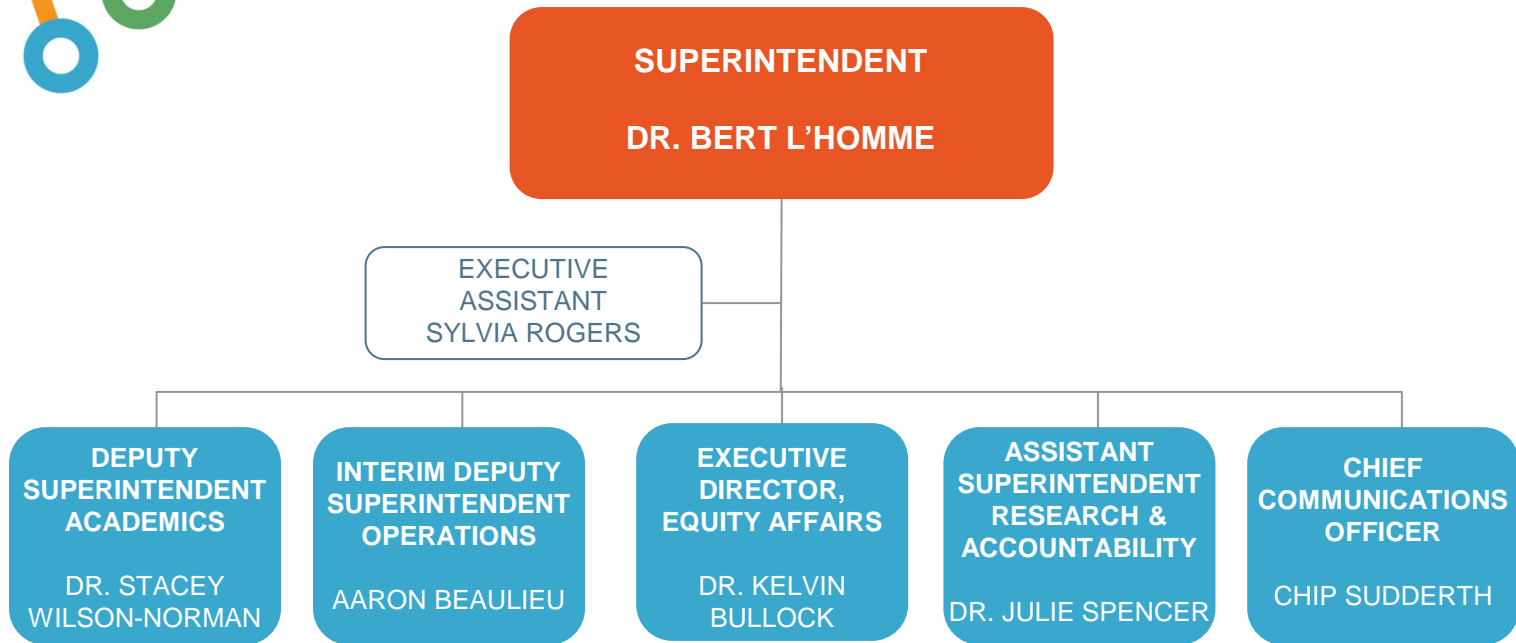 SUPERINTENDENT
DR. BERT L’HOMME
EXECUTIVE
ASSISTANT
SYLVIA ROGERS
DEPUTY
SUPERINTENDENT
ACADEMICS
DR. STACEY
WILSON-NORMAN
INTERIM DEPUTY
SUPERINTENDENT
OPERATIONS
AARON BEAULIEU
EXECUTIVE
DIRECTOR,
EQUITY AFFAIRS
DR. KELVIN
BULLOCK
ASSISTANT
SUPERINTENDENT
RESEARCH &
ACCOUNTABILITY
DR. JULIE SPENCER
CHIEF
COMMUNICATIONS
OFFICER
CHIP SUDDERTH